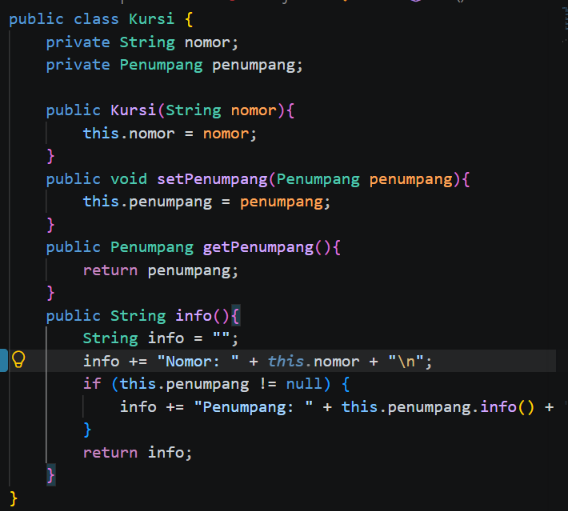 public class Kursi {
    private String nomor;
    private Penumpang penumpang;

    public Kursi(String nomor){
        this.nomor = nomor;
    }
    public void setPenumpang(Penumpang penumpang){
        this.penumpang = penumpang;
    }
    public Penumpang getPenumpang(){
        return penumpang;
    }
    public String info(){
        String info = "";
        info += "Nomor: " + this.nomor + "\n";
        if (this.penumpang != null) {
            info += "Penumpang: " + this.penumpang.info() +
        }
        return info;
    }
}